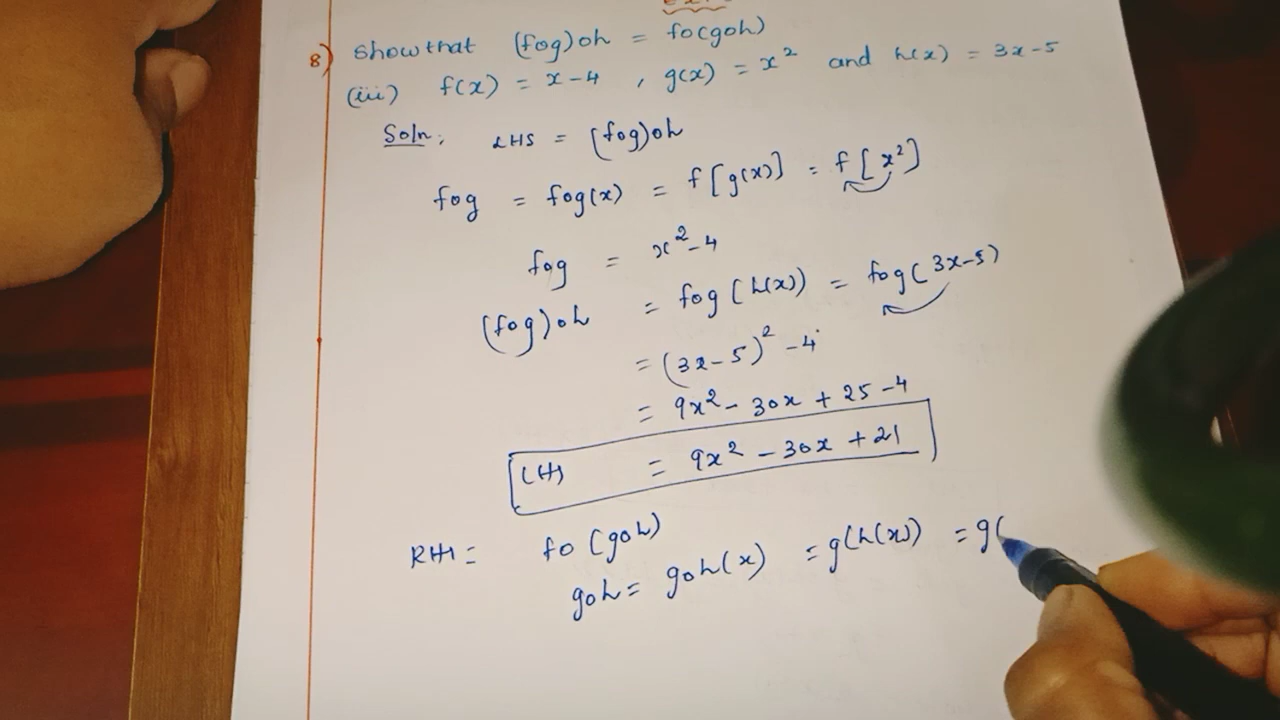 8) Show that (fog)oh = fo(goh)
(iii) f(x) = x-4 , g(x) = x² and h(x) = 3x-5
Soln: LHS = (fog)oh
fog = fog(x) = f[g(x)] = f[x²]
fog = x²-4
(fog)oh = fog(h(x)) = fog(3x-5)
= (3x-5)² -4
= 9x² - 30x + 25 -4
LHS = 9x² - 30x + 21
RHS = fo(goh)
goh = goh(x) = g(h(x)) = g(